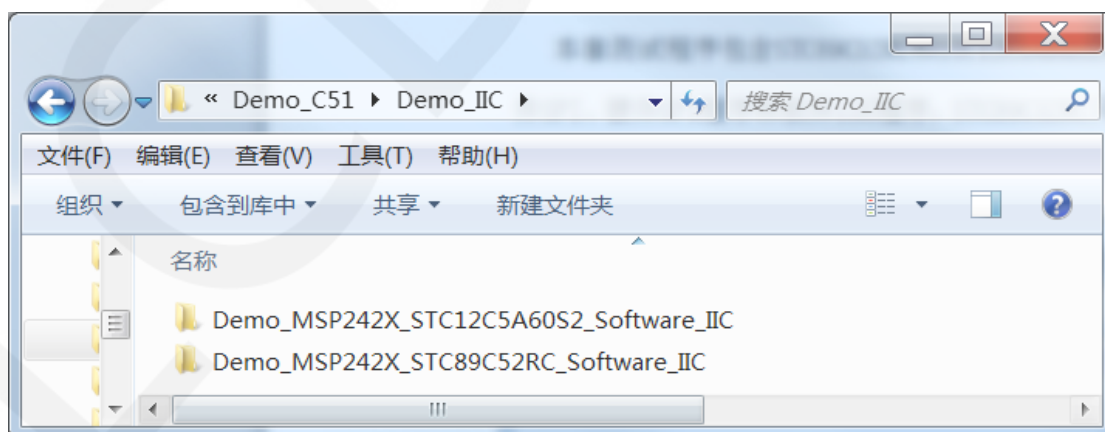 « Demo_C51 ▸ Demo_IIC ▸ 搜索 Demo_IIC
文件(F) 编辑(E) 查看(V) 工具(T) 帮助(H)
组织 包含到库中 共享 新建文件夹
名称
Demo_MSP242X_STC12C5A60S2_Software_IIC
Demo_MSP242X_STC89C52RC_Software_IIC